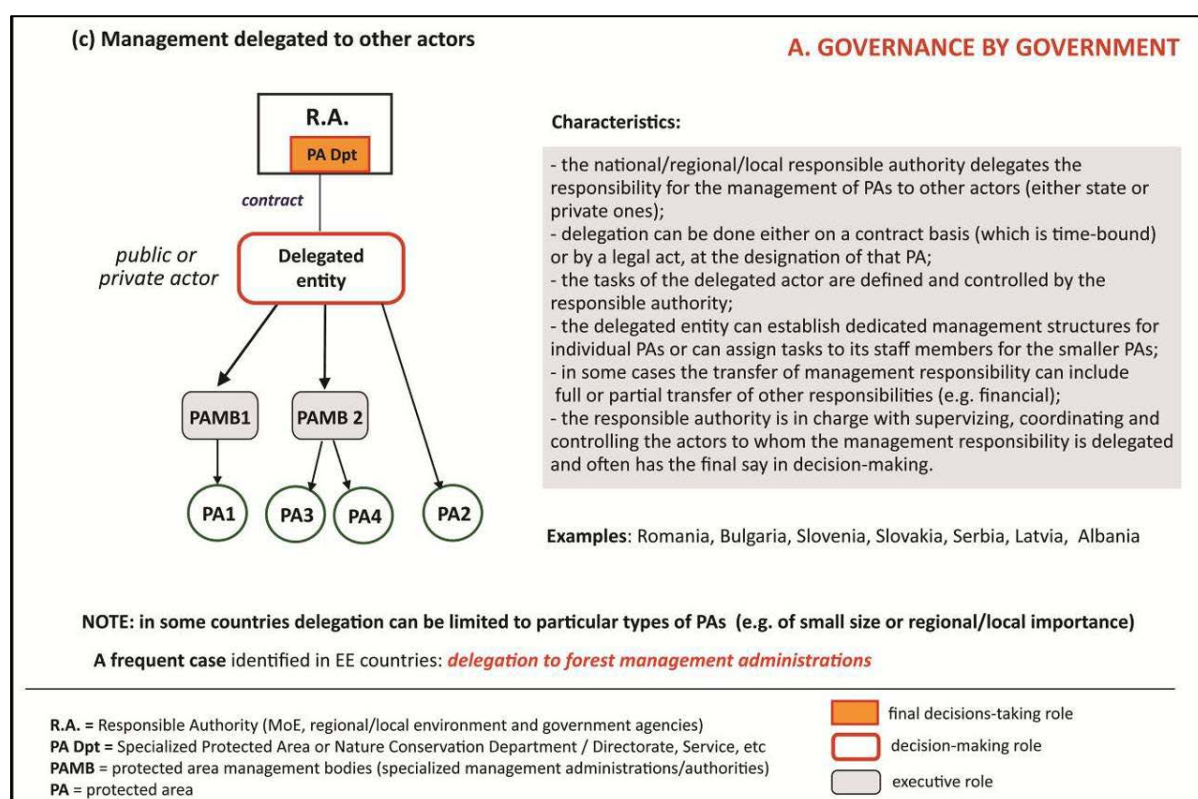 (c) Management delegated to other actors
A. GOVERNANCE BY GOVERNMENT
R.A.
PA Dpt
contract
public or
private actor
Delegated
entity
PAMB1
PAMB 2
PA1
PA3
PA4
PA2
Characteristics:
- the national/regional/local responsible authority delegates the
responsibility for the management of PAs to other actors (either state or
private ones);
- delegation can be done either on a contract basis (which is time-bound)
or by a legal act, at the designation of that PA;
- the tasks of the delegated actor are defined and controlled by the
responsible authority;
- the delegated entity can establish dedicated management structures for
individual PAs or can assign tasks to its staff members for the smaller PAs;
- in some cases the transfer of management responsibility can include
full or partial transfer of other responsibilities (e.g. financial);
- the responsible authority is in charge with supervizing, coordinating and
controlling the actors to whom the management responsibility is delegated
and often has the final say in decision-making.
Examples: Romania, Bulgaria, Slovenia, Slovakia, Serbia, Latvia, Albania
NOTE: in some countries delegation can be limited to particular types of PAs (e.g. of small size or regional/local importance)
A frequent case identified in EE countries: delegation to forest management administrations
R.A. = Responsible Authority (MoE, regional/local environment and government agencies)
PA Dpt = Specialized Protected Area or Nature Conservation Department / Directorate, Service, etc
PAMB = protected area management bodies (specialized management administrations/authorities)
PA = protected area
final decisions-taking role
decision-making role
executive role